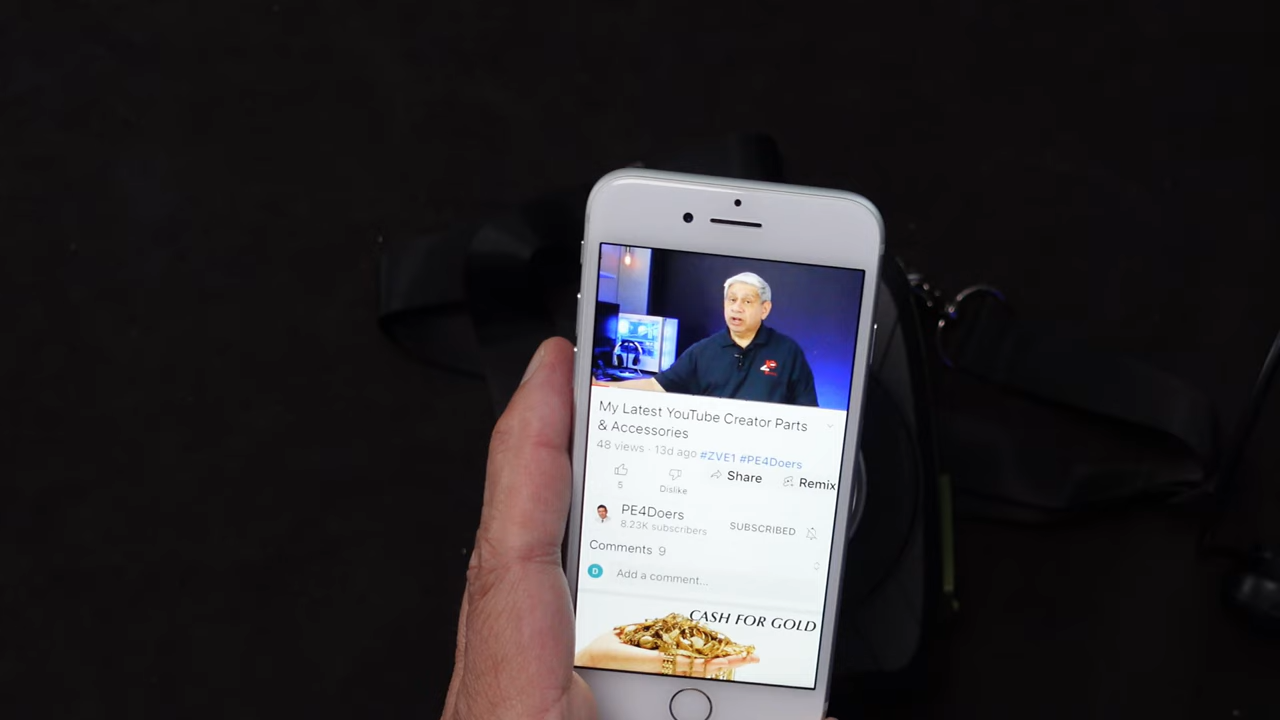 My Latest YouTube Creator Parts
& Accessories
48 views · 13d ago #ZVE1 #PE4Doers
5
Dislike
Share
Remix
PE4Doers
8.23K subscribers
SUBSCRIBED
Comments 9
D
Add a comment...
CASH FOR GOLD